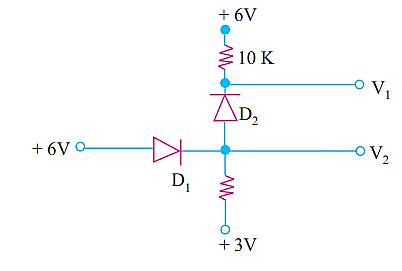 + 6V
10 K
V₁
D₂
+ 6V
D₁
V₂
+ 3V